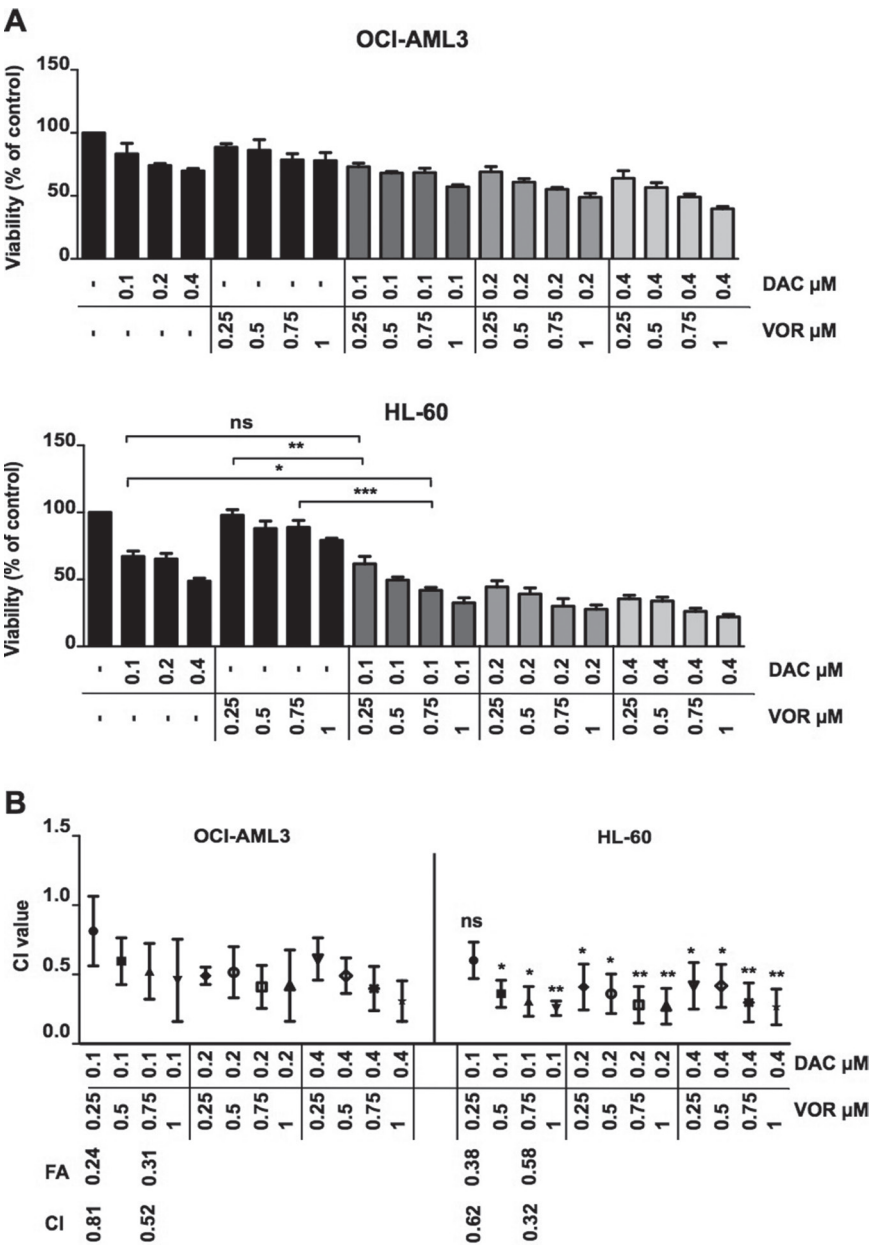 A
OCI-AML3
Viability (% of control)
150
100
50
0
- 0.1 0.2 0.4 - - - - 0.1 0.1 0.1 0.1 0.2 0.2 0.2 0.2 0.4 0.4 0.4 0.4 DAC µM
- - - - 0.25 0.5 0.75 1 0.25 0.5 0.75 1 0.25 0.5 0.75 1 0.25 0.5 0.75 1 VOR µM
HL-60
Viability (% of control)
150
100
50
0
ns
**
*
***
- 0.1 0.2 0.4 - - - - 0.1 0.1 0.1 0.1 0.2 0.2 0.2 0.2 0.4 0.4 0.4 0.4 DAC µM
- - - - 0.25 0.5 0.75 1 0.25 0.5 0.75 1 0.25 0.5 0.75 1 0.25 0.5 0.75 1 VOR µM
B
OCI-AML3 HL-60
CI value
1.5
1.0
0.5
0.0
ns * * ** * * ** ** * * ** **
0.1 0.1 0.1 0.1 0.2 0.2 0.2 0.2 0.4 0.4 0.4 0.4 0.1 0.1 0.1 0.1 0.2 0.2 0.2 0.2 0.4 0.4 0.4 0.4 DAC µM
0.25 0.5 0.75 1 0.25 0.5 0.75 1 0.25 0.5 0.75 1 0.25 0.5 0.75 1 0.25 0.5 0.75 1 0.25 0.5 0.75 1 VOR µM
FA 0.24 0.31 0.38 0.58
CI 0.81 0.52 0.62 0.32